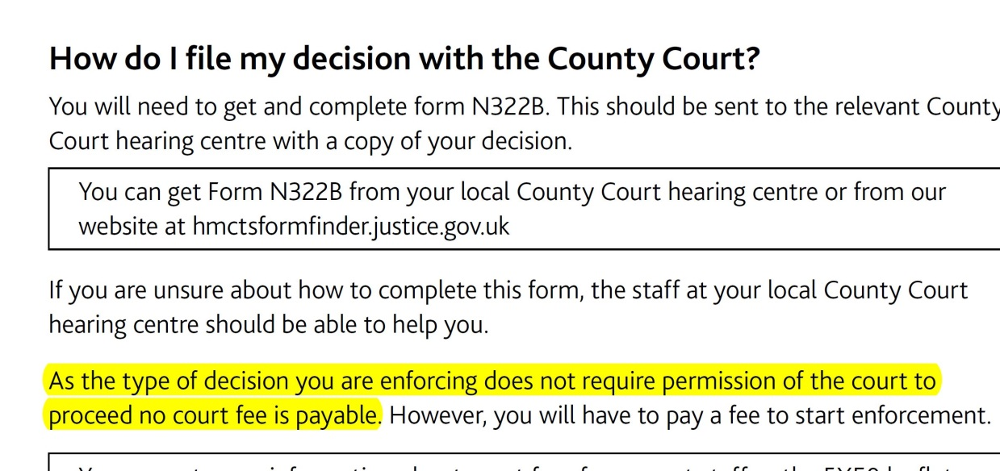 How do I file my decision with the County Court?
You will need to get and complete form N322B. This should be sent to the relevant County
Court hearing centre with a copy of your decision.
You can get Form N322B from your local County Court hearing centre or from our
website at hmctsformfinder.justice.gov.uk
If you are unsure about how to complete this form, the staff at your local County Court
hearing centre should be able to help you.
As the type of decision you are enforcing does not require permission of the court to
proceed no court fee is payable. However, you will have to pay a fee to start enforcement.